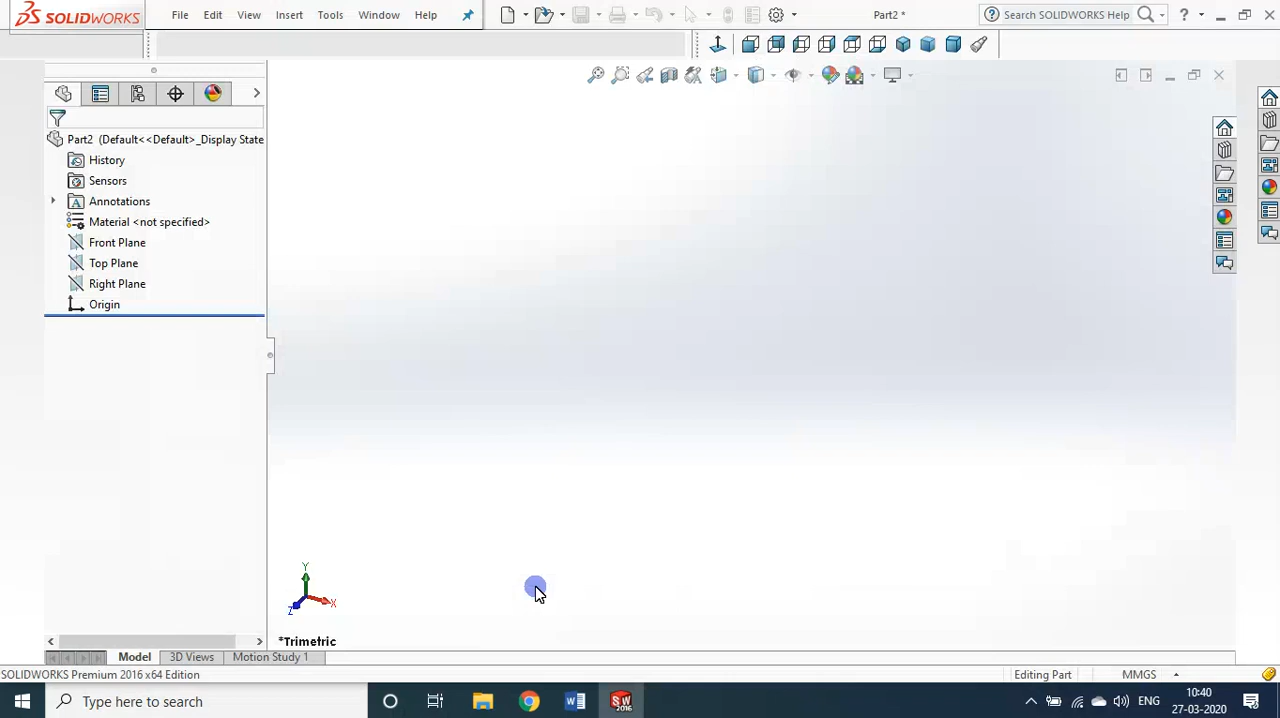 SOLIDWORKS
File Edit View Insert Tools Window Help
Part2 *
Search SOLIDWORKS Help
?
Part2 (Default<<Default>_Display State
History
Sensors
A Annotations
Material <not specified>
Front Plane
Top Plane
Right Plane
Origin
Y
X
Z
*Trimetric
Model 3D Views Motion Study 1
SOLIDWORKS Premium 2016 x64 Edition
Editing Part
MMGS
Type here to search
W
SW
2016
ENG
10:40
27-03-2020